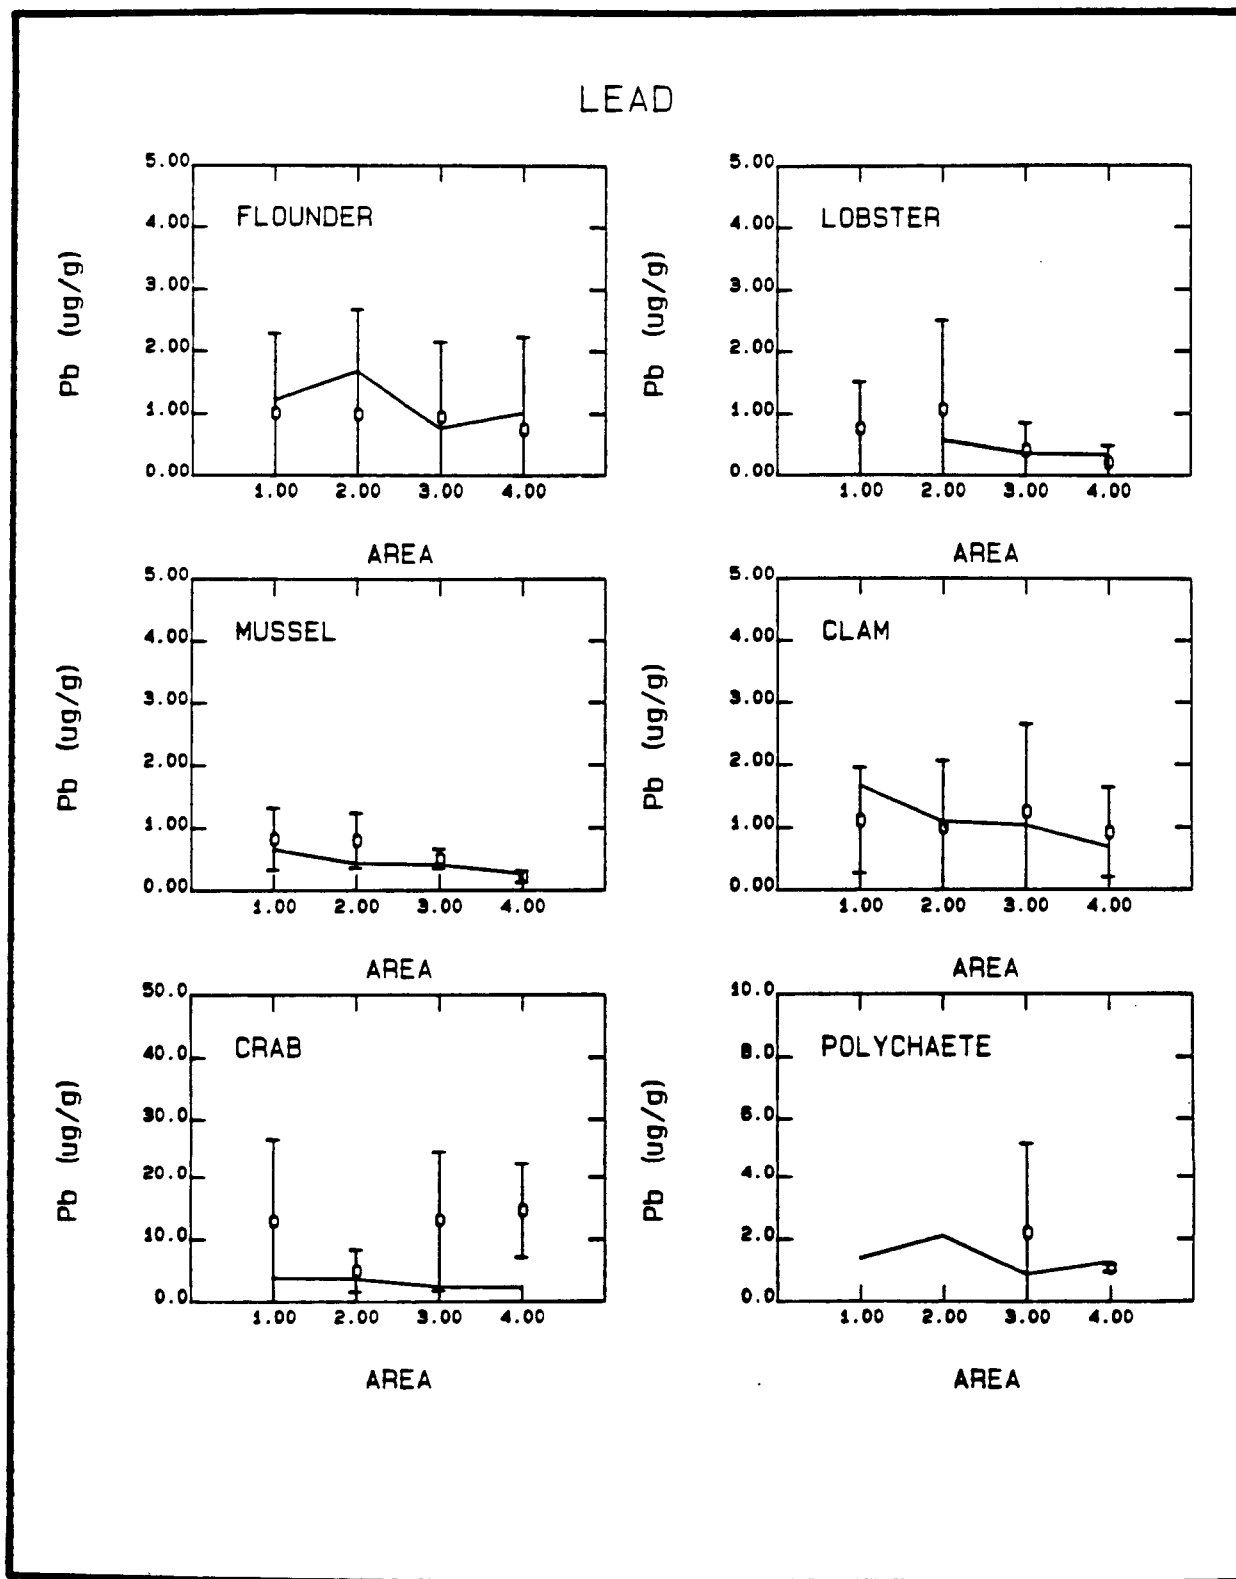 LEAD
5.00
4.00
3.00
2.00
1.00
0.00
Pb (ug/g)
FLOUNDER
1.00 2.00 3.00 4.00
AREA
5.00
4.00
3.00
2.00
1.00
0.00
Pb (ug/g)
LOBSTER
1.00 2.00 3.00 4.00
AREA
5.00
4.00
3.00
2.00
1.00
0.00
Pb (ug/g)
MUSSEL
1.00 2.00 3.00 4.00
AREA
5.00
4.00
3.00
2.00
1.00
0.00
Pb (ug/g)
CLAM
1.00 2.00 3.00 4.00
AREA
50.0
40.0
30.0
20.0
10.0
0.0
Pb (ug/g)
CRAB
1.00 2.00 3.00 4.00
AREA
10.0
8.0
6.0
4.0
2.0
0.0
Pb (ug/g)
POLYCHAETE
1.00 2.00 3.00 4.00
AREA